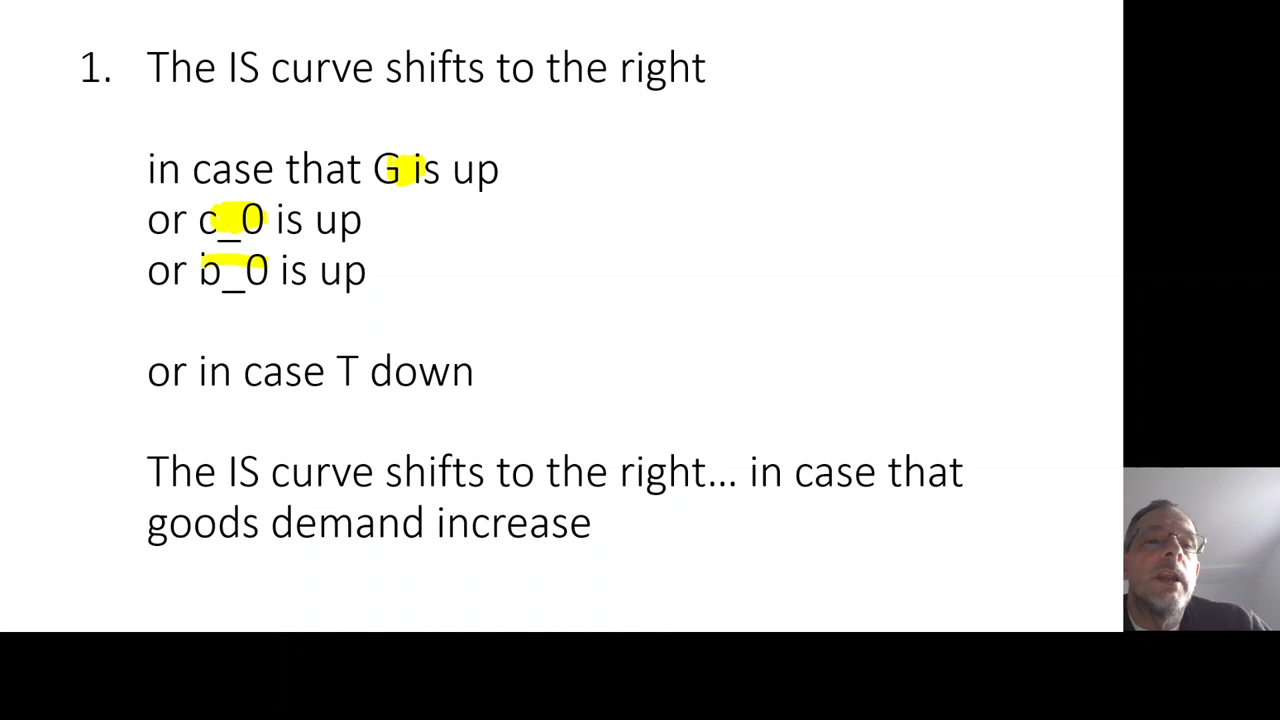 1. The IS curve shifts to the right
in case that G is up
or c_0 is up
or b_0 is up
or in case T down
The IS curve shifts to the right... in case that
goods demand increase